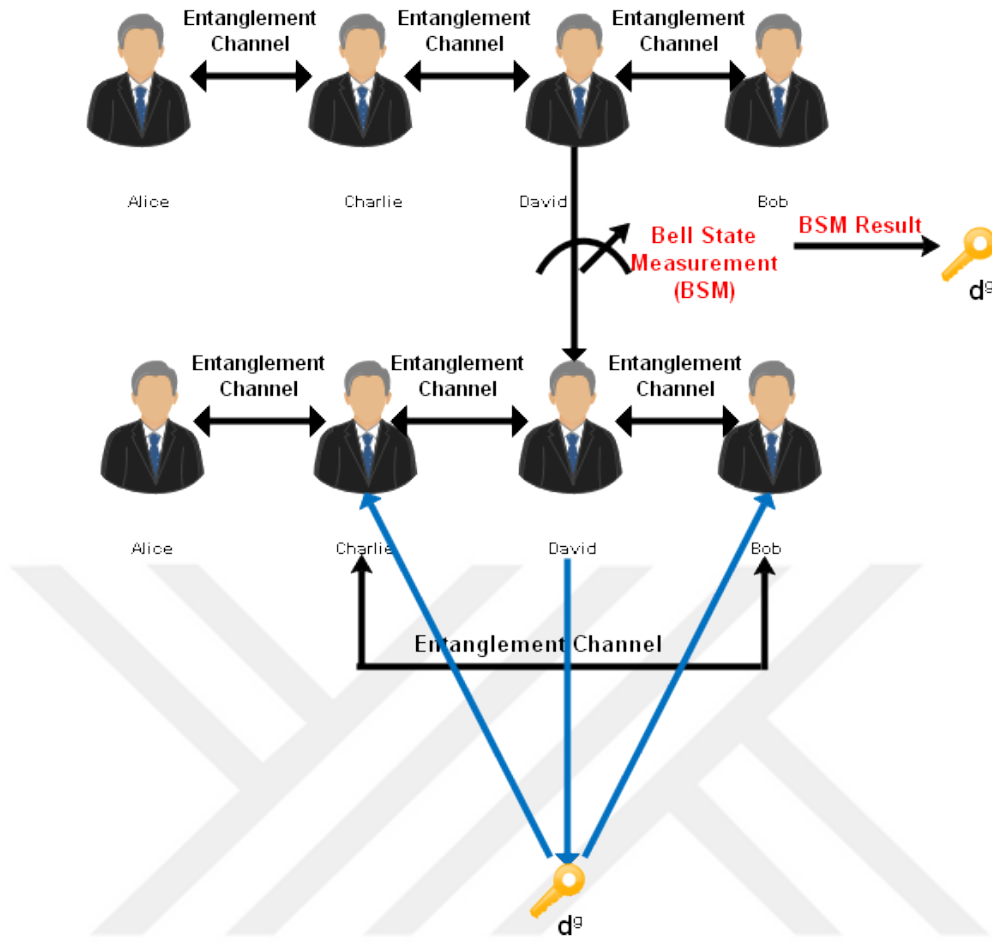 Entanglement
Channel
Entanglement
Channel
Entanglement
Channel
Alice
Charlie
David
Bob
Bell State
Measurement
(BSM)
BSM Result
dᵍ
Entanglement
Channel
Entanglement
Channel
Entanglement
Channel
Alice
Charlie
David
Bob
Entanglement Channel
dᵍ